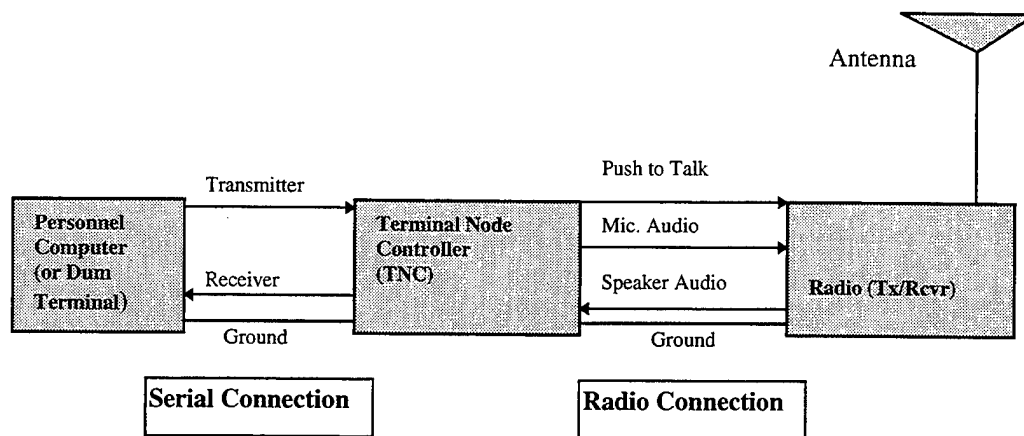 Antenna
Transmitter
Push to Talk
Personnel
Computer
(or Dum
Terminal)
Terminal Node
Controller
(TNC)
Mic. Audio
Receiver
Speaker Audio
Radio (Tx/Rcvr)
Ground
Ground
Serial Connection
Radio Connection